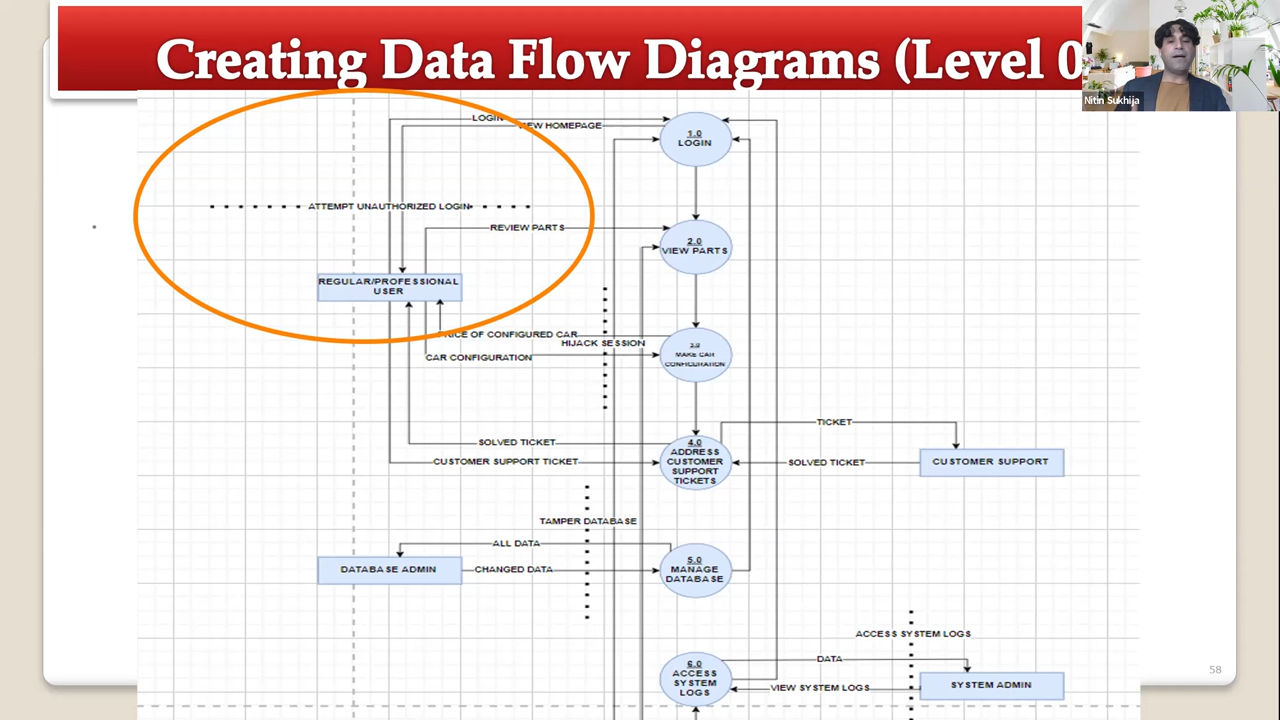 Creating Data Flow Diagrams (Level 0
Nitin Sukhija
LOGIN
VIEW HOMEPAGE
1.0
LOGIN
ATTEMPT UNAUTHORIZED LOGIN
REVIEW PARTS
2.0
VIEW PARTS
REGULAR/PROFESSIONAL
USER
PRICE OF CONFIGURED CAR
HIJACK SESSION
3.0
MAKE CAR
CONFIGURATION
CAR CONFIGURATION
TICKET
SOLVED TICKET
4.0
ADDRESS
CUSTOMER
SUPPORT
TICKETS
CUSTOMER SUPPORT TICKET
SOLVED TICKET
CUSTOMER SUPPORT
TAMPER DATABASE
ALL DATA
DATABASE ADMIN
CHANGED DATA
5.0
MANAGE
DATABASE
ACCESS SYSTEM LOGS
6.0
ACCESS
SYSTEM
LOGS
DATA
VIEW SYSTEM LOGS
SYSTEM ADMIN
58